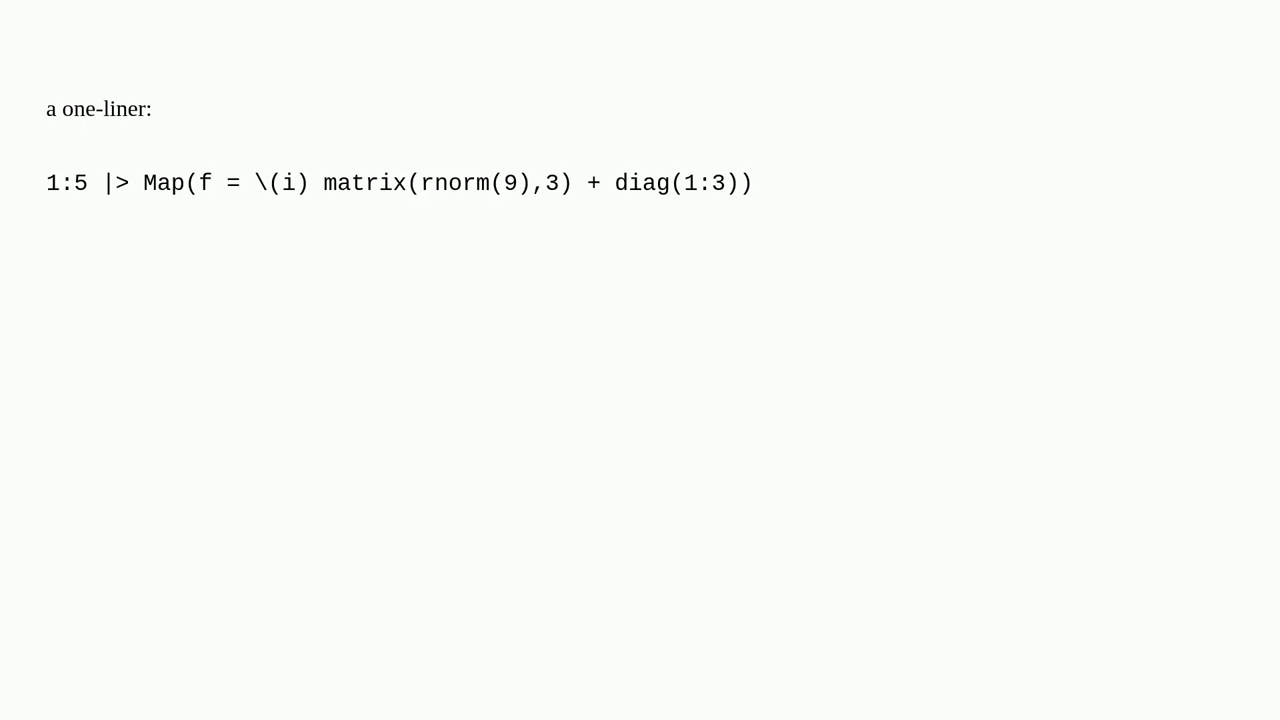 a one-liner:
1:5 |> Map(f = \(i) matrix(rnorm(9),3) + diag(1:3))